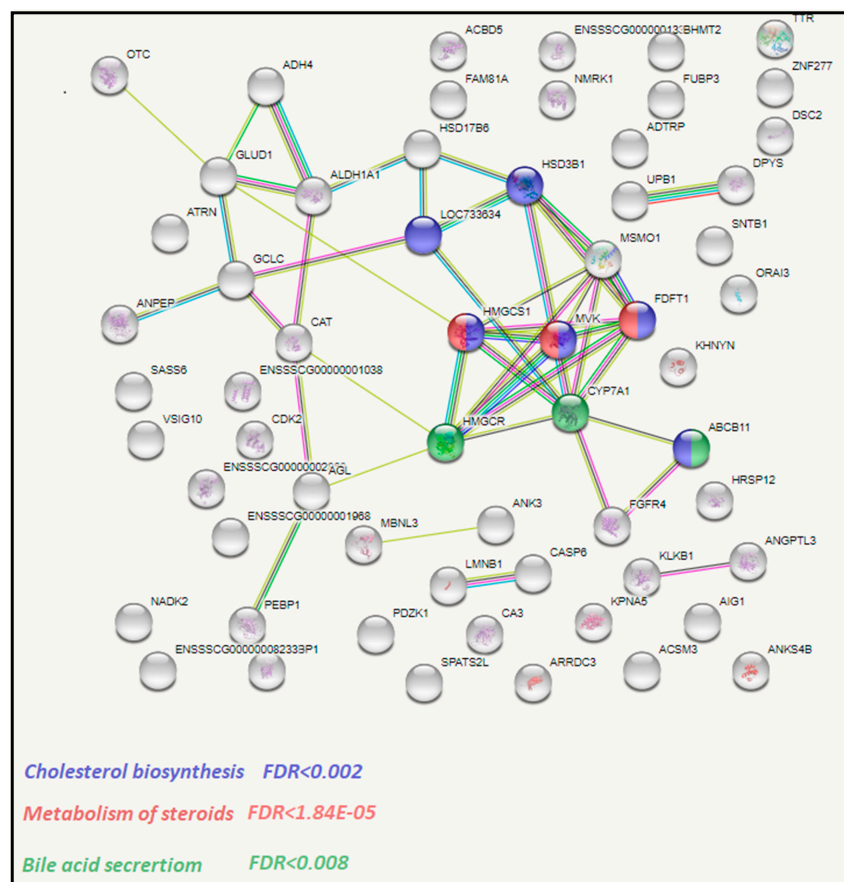 OTC
ADH4
ACBD5
ENSSSCG0000013
BHMT2
TTR
FAM81A
NMRK1
FUBP3
ZNF277
HSD17B6
ADTRP
DSC2
GLUD1
ALDH1A1
HSD3B1
UPB1
DPYS
ATRN
LOC733634
MSMO1
SNTB1
GCLC
ORAI3
ANPEP
HMGCS1
MVK
FDFT1
CAT
KHNYN
SASS6
ENSSSCG00000001038
CYP7A1
VSIG10
CDK2
HMGCR
ABCB11
AGL
HRSP12
ENSSSCG00000001968
MBNL3
ANK3
FGFR4
LMNB1
CASP6
KLKB1
ANGPTL3
NADK2
PEBP1
PDZK1
CA3
KPNA5
AIG1
SPATS2L
ARRDC3
ACSM3
ANKS4B
Cholesterol biosynthesis FDR<0.002
Metabolism of steroids FDR<1.84E-05
Bile acid secrertiom FDR<0.008